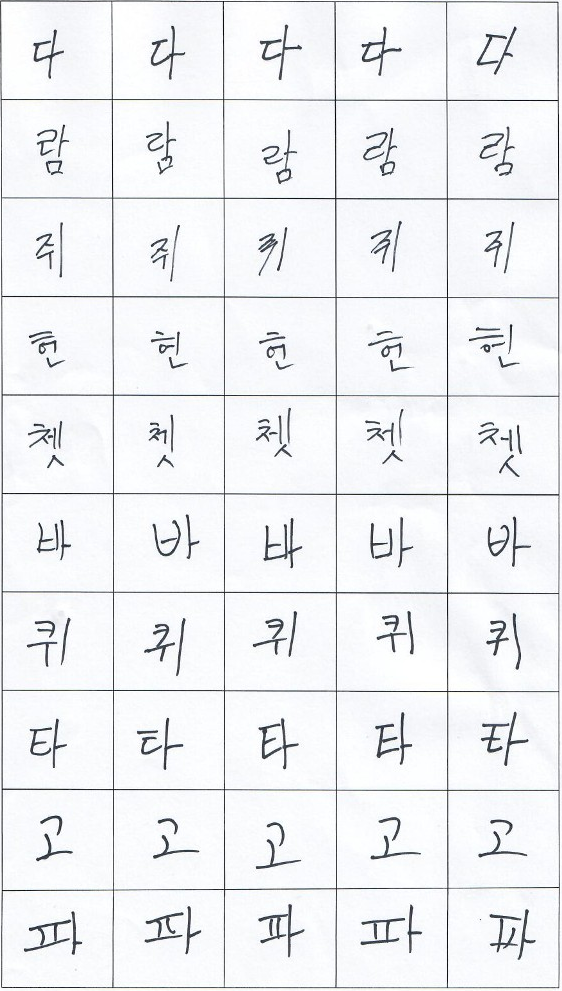 다 다 다 다 다
람 람 람 람 람
쥐 쥐 쥐 쥐 쥐
헌 헌 헌 헌 헌
쳇 쳇 쳇 쳇 쳇
바 바 바 바 바
퀴 퀴 퀴 퀴 퀴
타 타 타 타 타
고 고 고 고 고
파 파 파 파 파